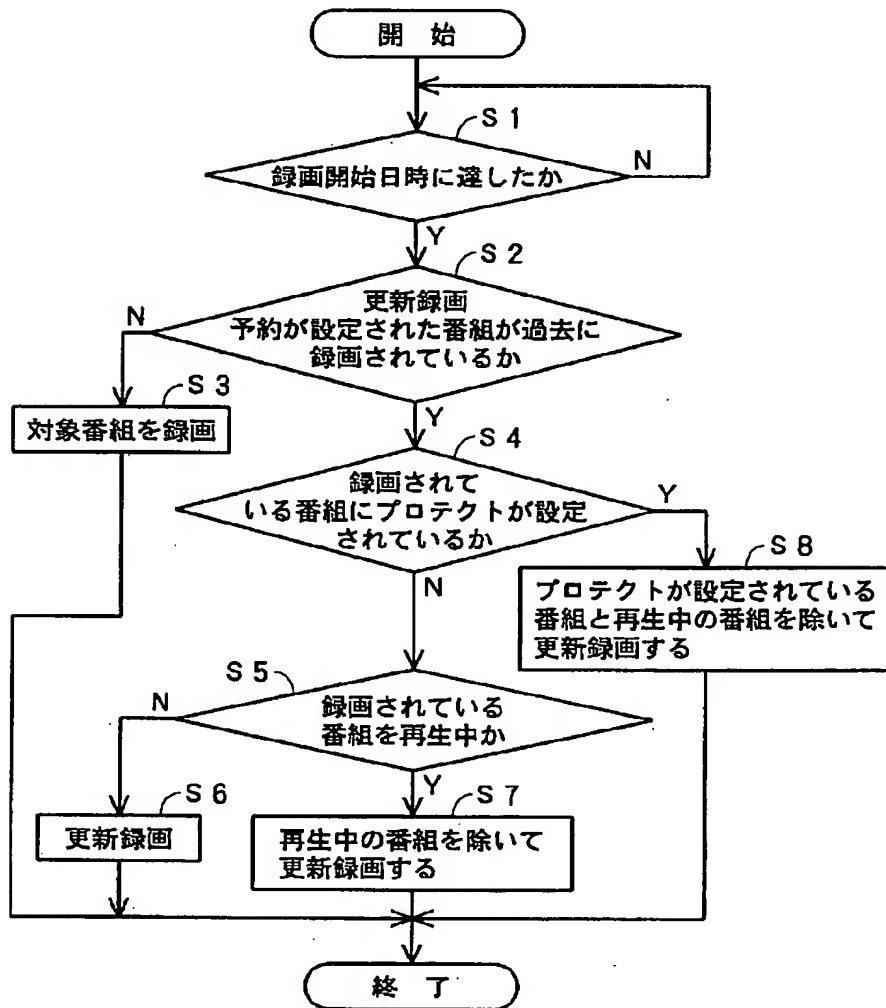 開 始
S1
録画開始日時に達したか
N
Y
S2
更新録画
予約が設定された番組が過去に
録画されているか
N
S3
対象番組を録画
Y
S4
録画されて
いる番組にプロテクトが設定
されているか
Y
S8
プロテクトが設定されている
番組と再生中の番組を除いて
更新録画する
N
S5
録画されている
番組を再生中か
N
S6
更新録画
Y
S7
再生中の番組を除いて
更新録画する
終 了